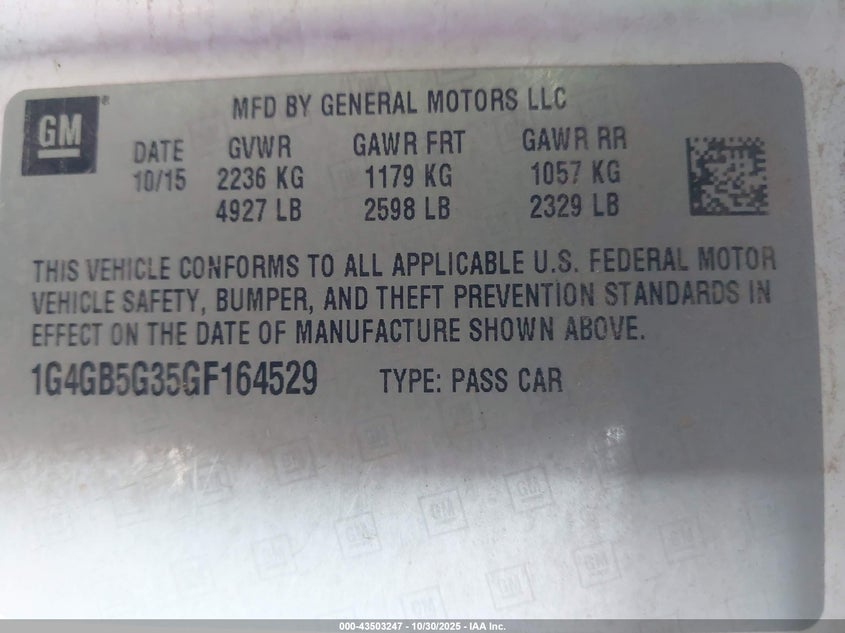 GM
MFD BY GENERAL MOTORS LLC
DATE GVWR GAWR FRT GAWR RR
10/15 2236 KG 1179 KG 1057 KG
4927 LB 2598 LB 2329 LB
THIS VEHICLE CONFORMS TO ALL APPLICABLE U.S. FEDERAL MOTOR
VEHICLE SAFETY, BUMPER, AND THEFT PREVENTION STANDARDS IN
EFFECT ON THE DATE OF MANUFACTURE SHOWN ABOVE.
1G4GB5G35GF164529 TYPE: PASS CAR
000-43503247 - 10/30/2025 - IAA Inc.